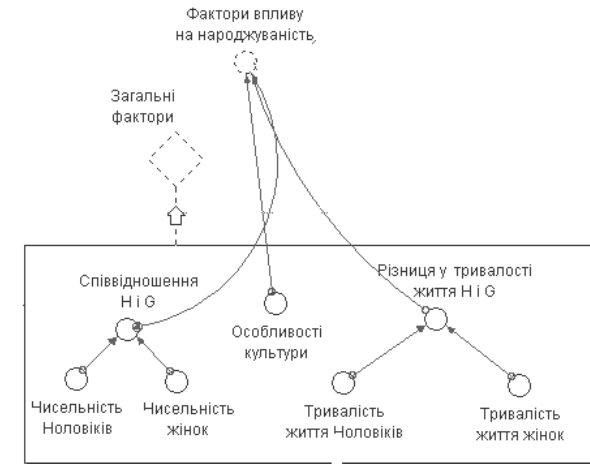 Фактори впливу
на народжуваність
Загальні
фактори
Співвідношення
Н і G
Різниця у тривалості
життя Н і G
Особливості
культури
Чисельність
Ноловіків
Чисельність
жінок
Тривалість
життя Ноловіків
Тривалість
життя жінок